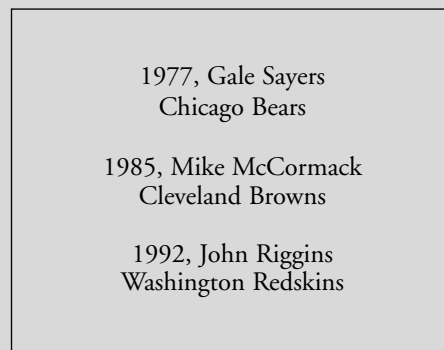 1977, Gale Sayers
Chicago Bears
1985, Mike McCormack
Cleveland Browns
1992, John Riggins
Washington Redskins